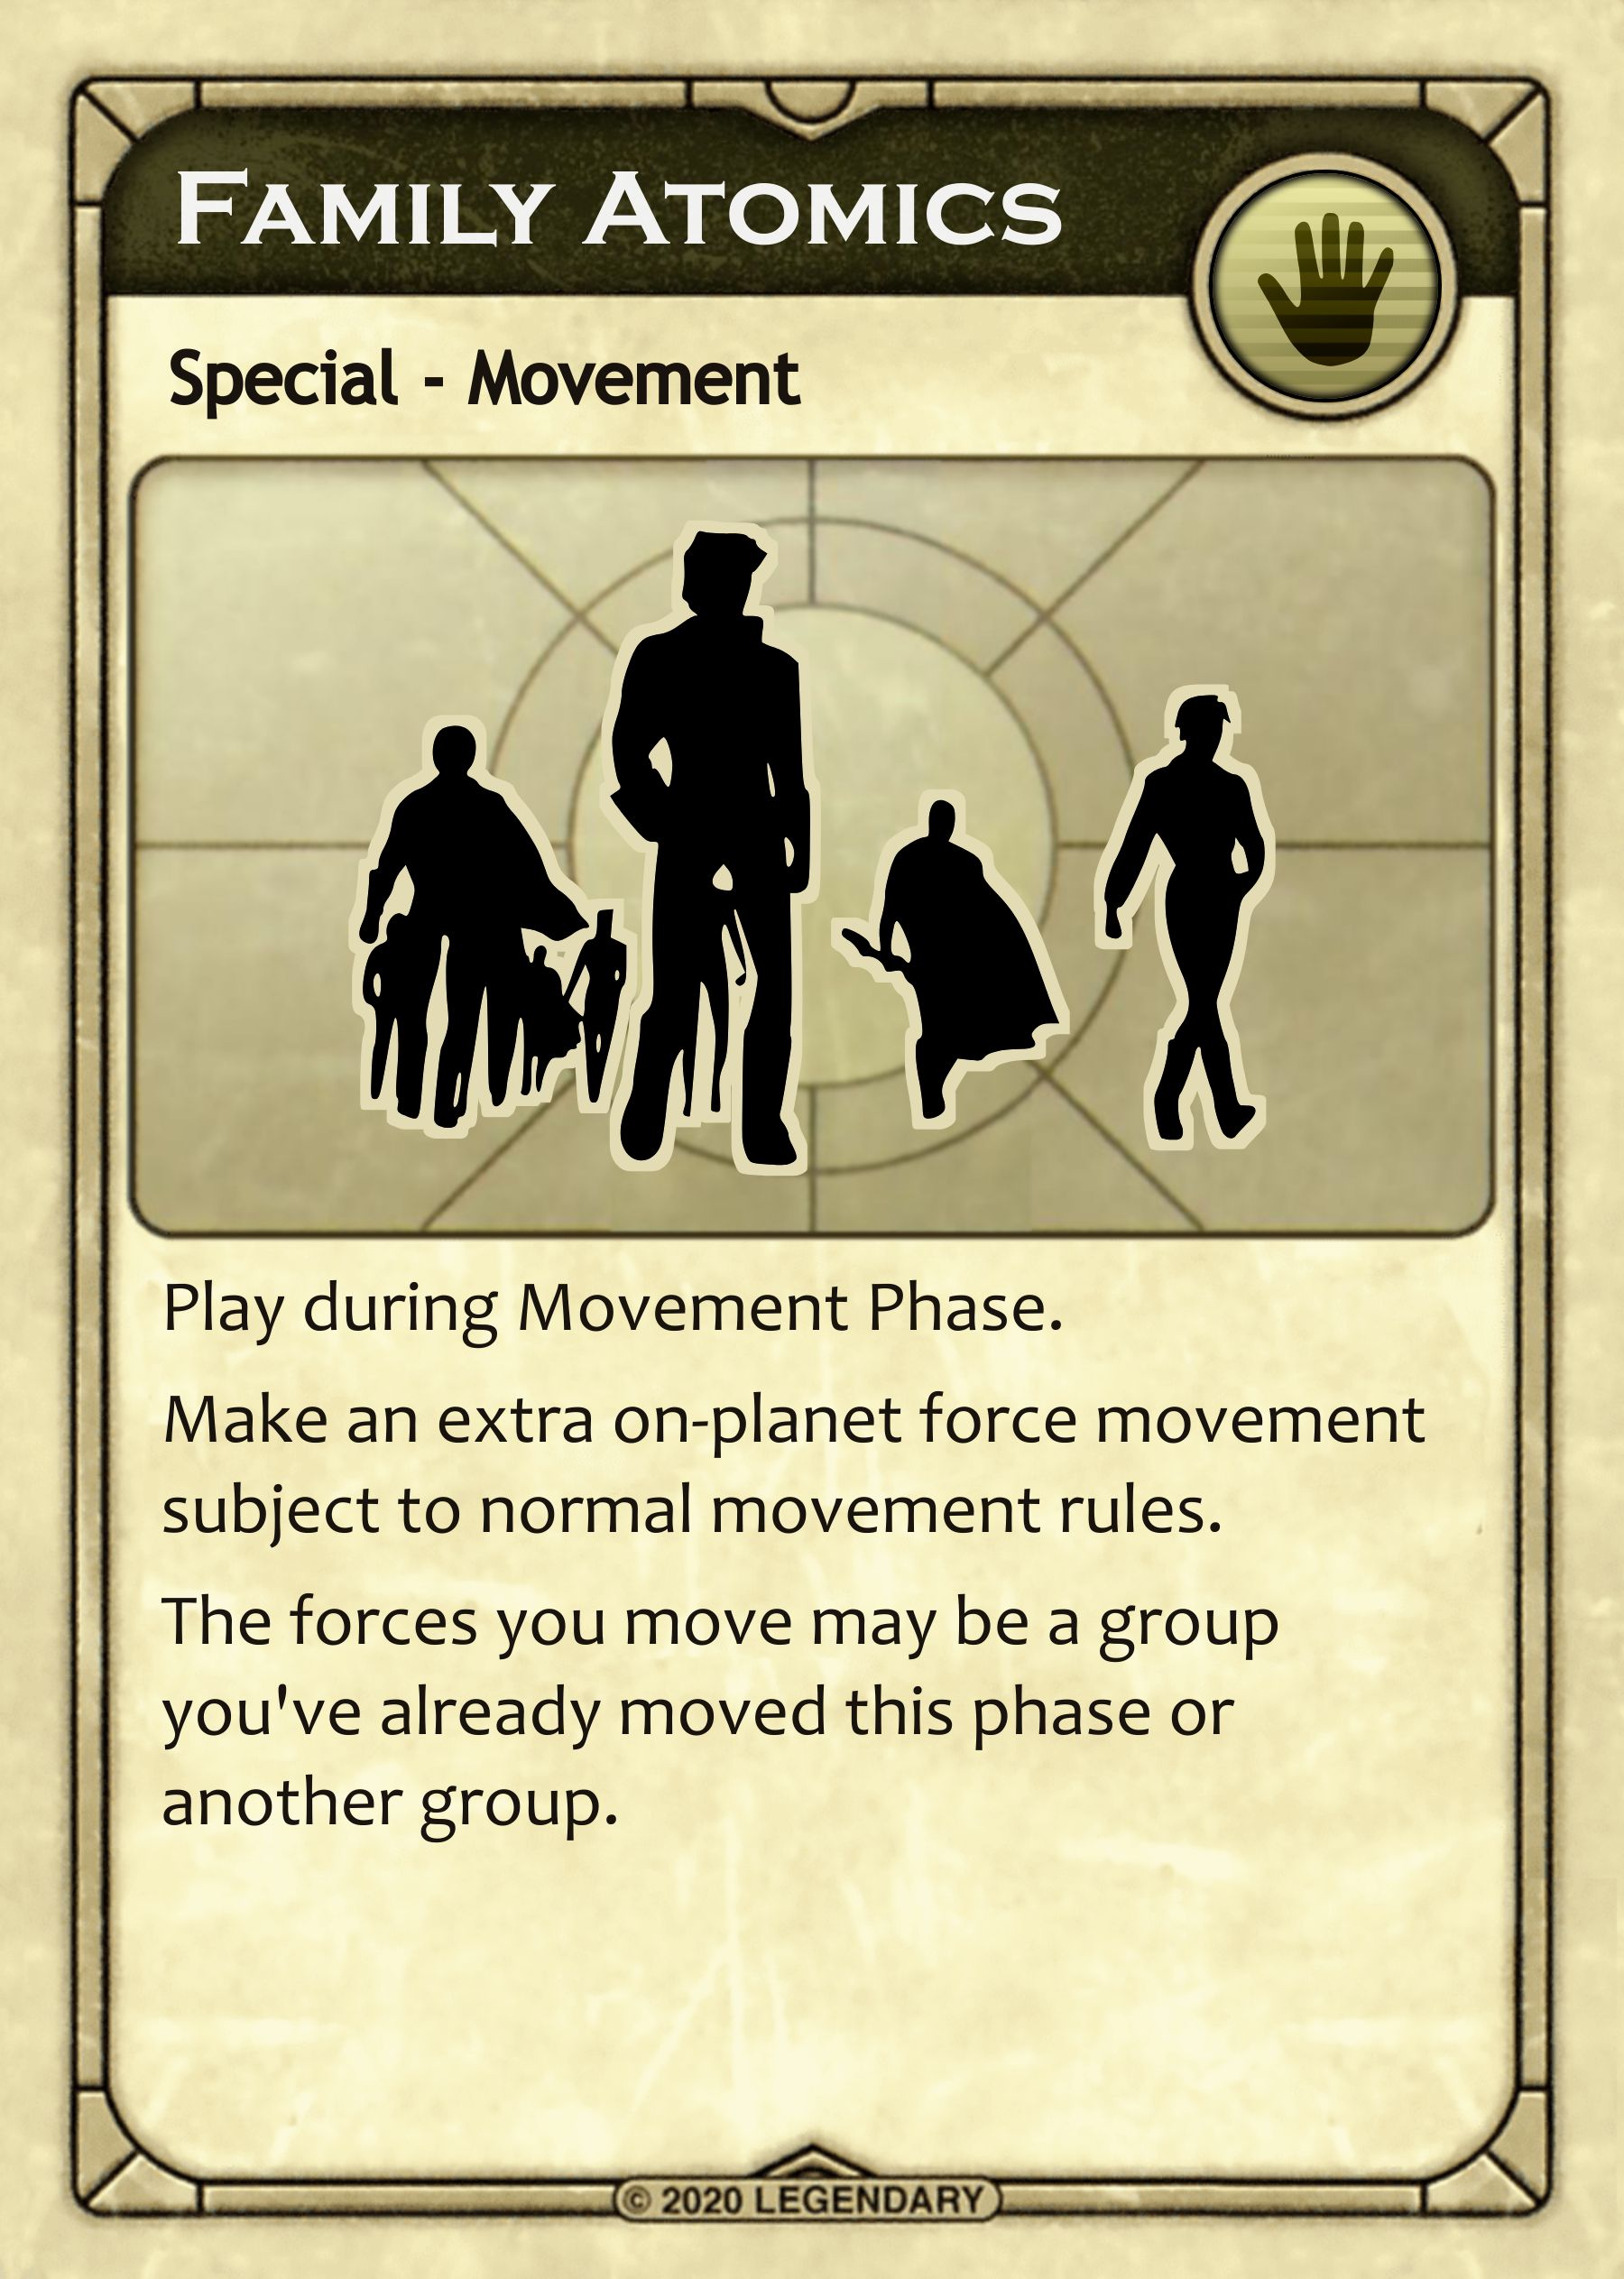 FAMILY ATOMICS
Special - Movement
Play during Movement Phase.
Make an extra on-planet force movement
subject to normal movement rules.
The forces you move may be a group
you've already moved this phase or
another group.
© 2020 LEGENDARY